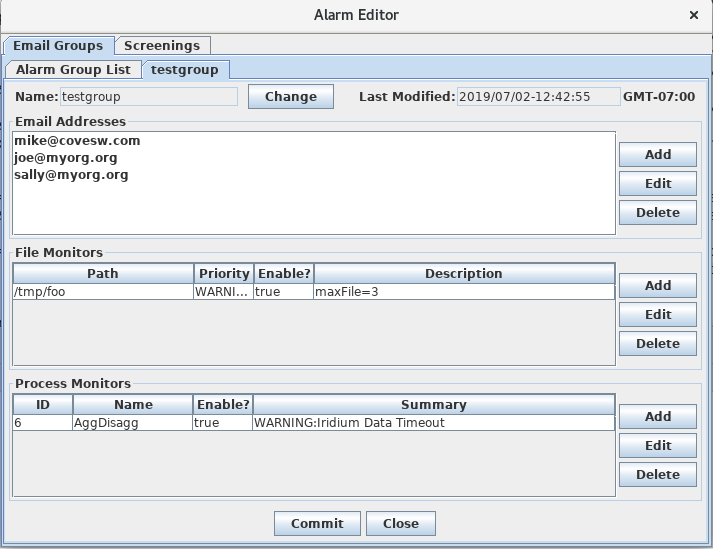 Alarm Editor ×
Email Groups Screenings
Alarm Group List testgroup
Name: testgroup Change Last Modified: 2019/07/02-12:42:55 GMT-07:00
Email Addresses
mike@covesw.com
joe@myorg.org
sally@myorg.org
Add
Edit
Delete
File Monitors
Path Priority Enable? Description
/tmp/foo WARNI... true maxFile=3
Add
Edit
Delete
Process Monitors
ID Name Enable? Summary
6 AggDisagg true WARNING:Iridium Data Timeout
Add
Edit
Delete
Commit Close